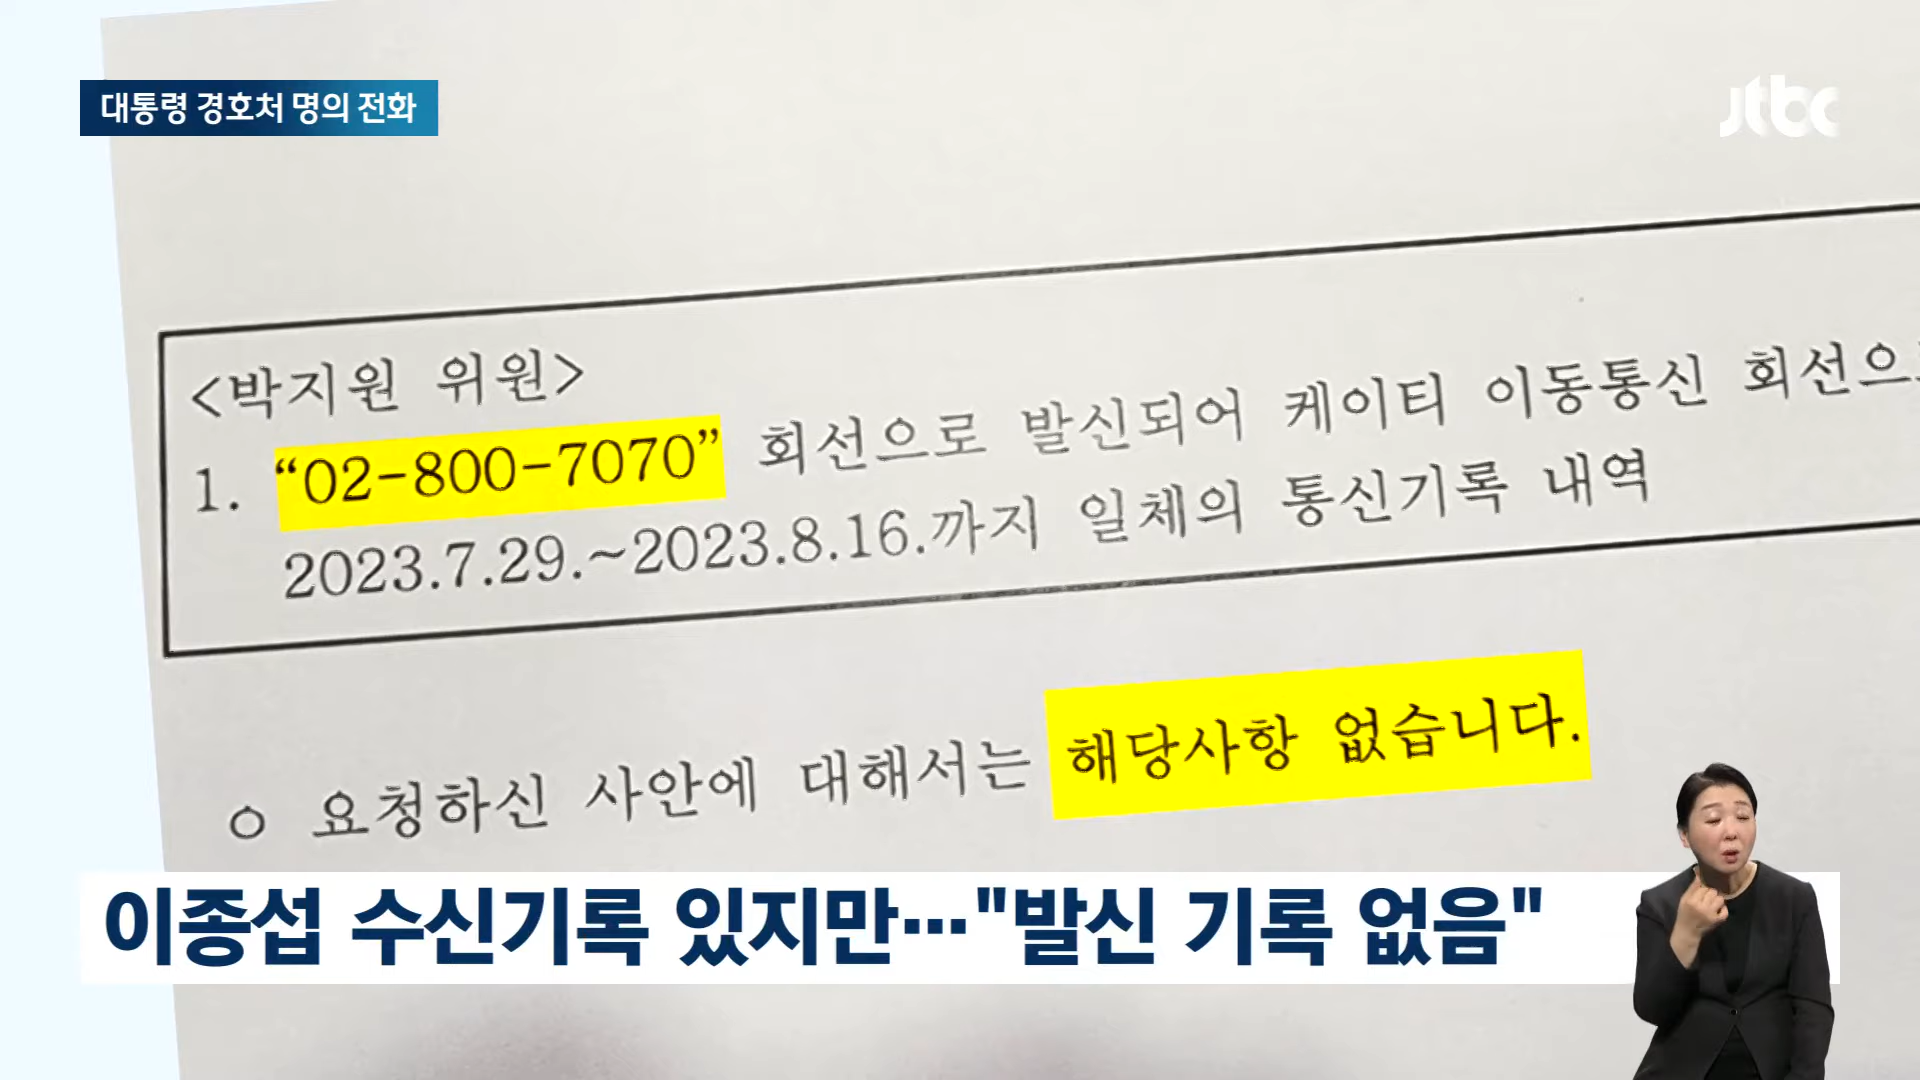 대통령 경호처 명의 전화
jtbc
<박지원 위원>
1. “02-800-7070” 회선으로 발신되어 케이티 이동통신 회선으
2023.7.29.~2023.8.16.까지 일체의 통신기록 내역
○ 요청하신 사안에 대해서는 해당사항 없습니다.
이종섭 수신기록 있지만…"발신 기록 없음"